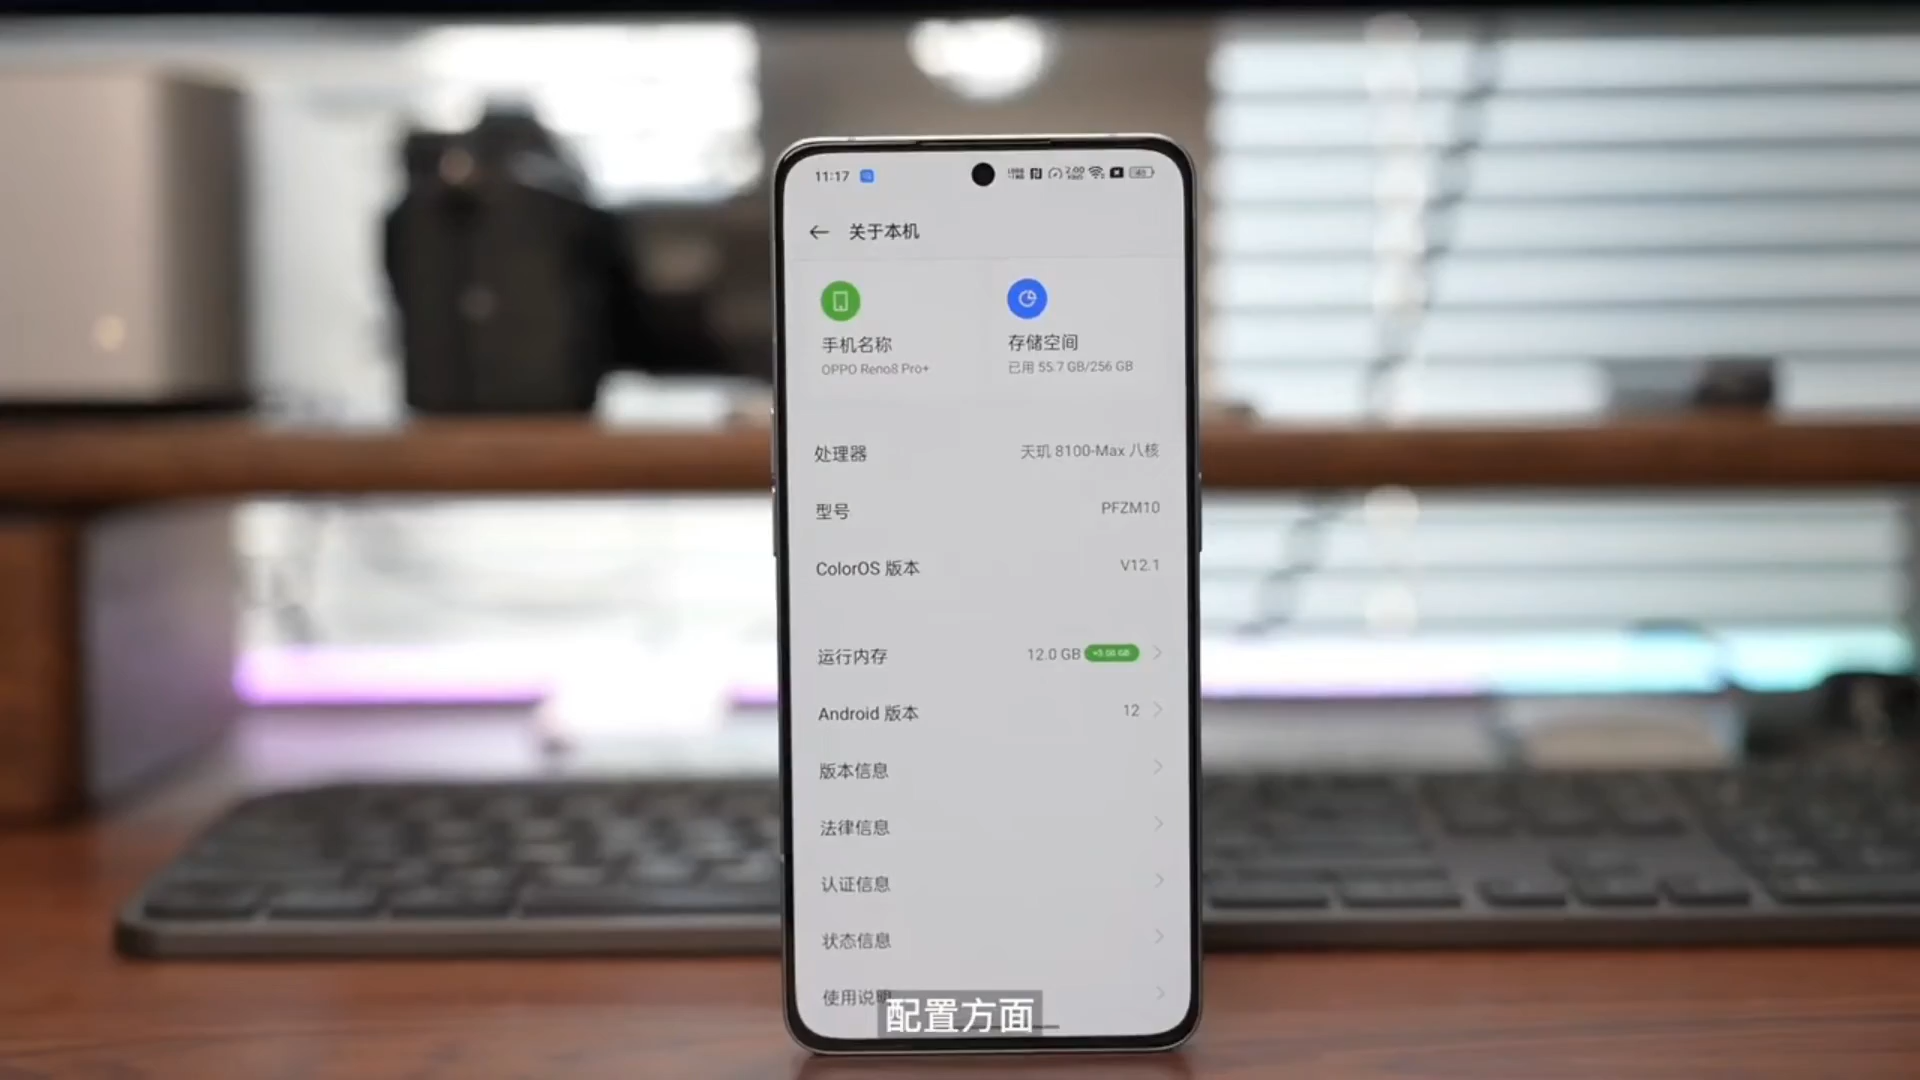 11:17
关于本机
手机名称
OPPO Reno8 Pro+
存储空间
已用 55.7 GB/256 GB
处理器
天玑 8100-Max 八核
型号
PFZM10
ColorOS 版本
V12.1
运行内存
12.0 GB
Android 版本
12
版本信息
法律信息
认证信息
状态信息
使用说明
配置方面